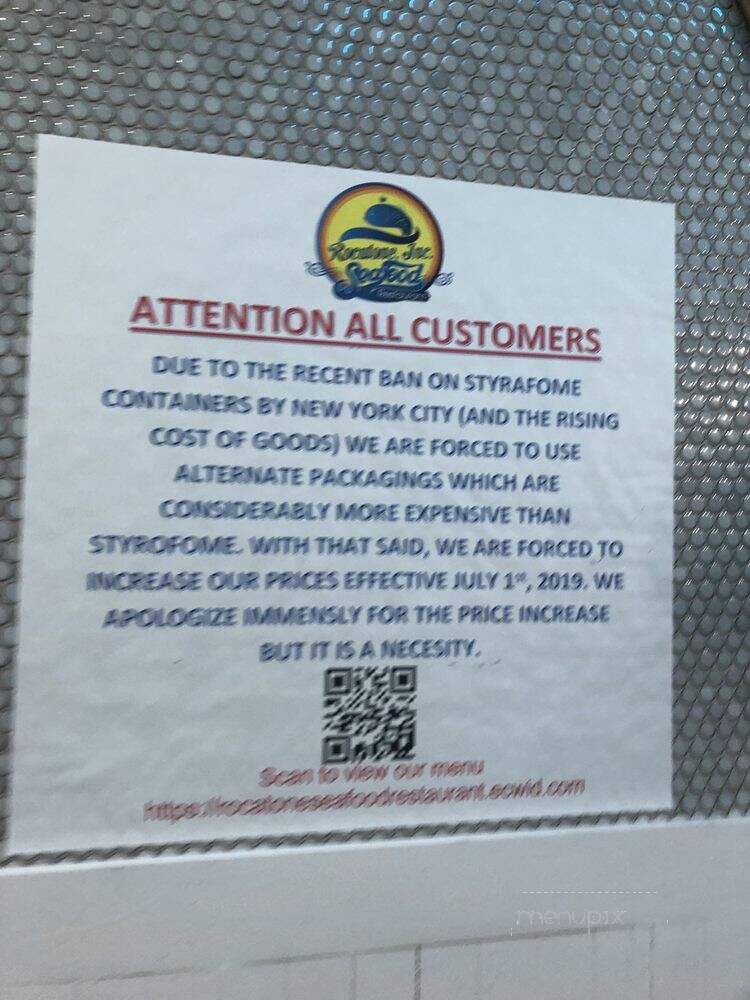 Rocatone, Inc.
Seafood
Restaurant
ATTENTION ALL CUSTOMERS
DUE TO THE RECENT BAN ON STYRAFOME
CONTAINERS BY NEW YORK CITY (AND THE RISING
COST OF GOODS) WE ARE FORCED TO USE
ALTERNATE PACKAGINGS WHICH ARE
CONSIDERABLY MORE EXPENSIVE THAN
STYROFOME. WITH THAT SAID, WE ARE FORCED TO
INCREASE OUR PRICES EFFECTIVE JULY 1st, 2019. WE
APOLOGIZE IMMENSLY FOR THE PRICE INCREASE
BUT IT IS A NECESITY.
Scan to view our menu
https://rocatoneseafoodrestaurant.ecwid.com
menupix